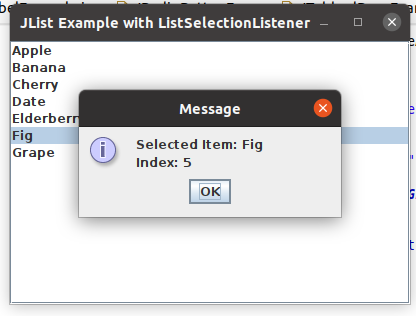 JList Example with ListSelectionListener
Apple
Banana
Cherry
Date
Elderberr
Fig
Grape
Message
Selected Item: Fig
Index: 5
OK